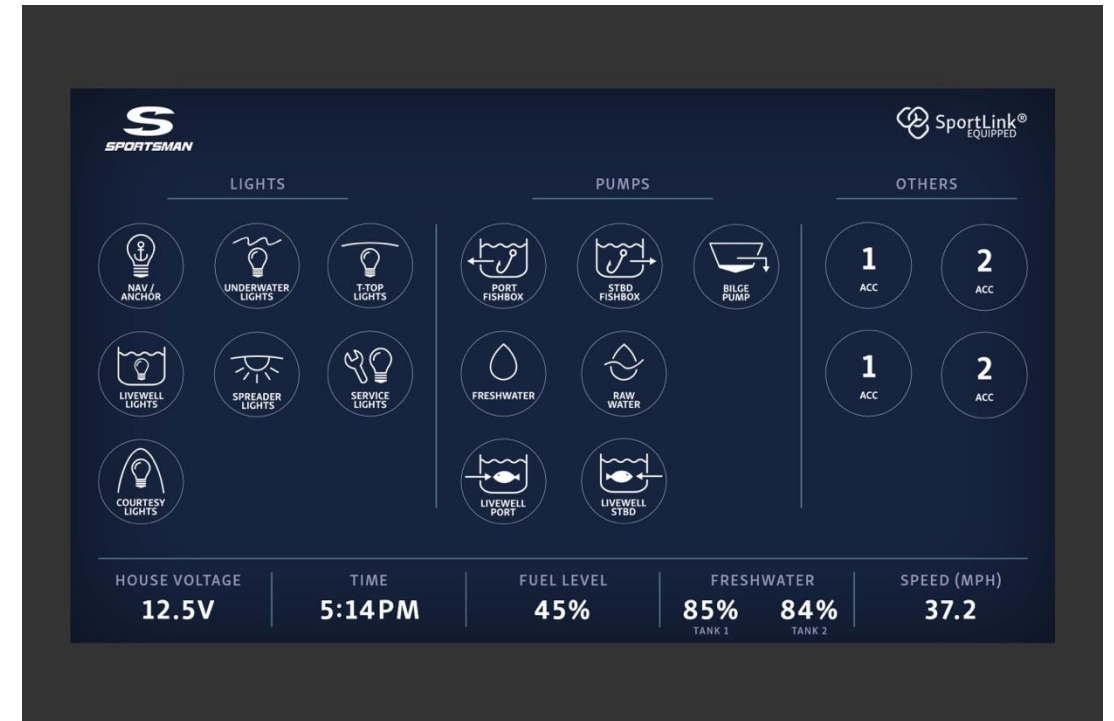 S
SPORTSMAN
SportLink®
EQUIPPED
LIGHTS
PUMPS
OTHERS
NAV /
ANCHOR
UNDERWATER
LIGHTS
T-TOP
LIGHTS
PORT
FISHBOX
STBD
FISHBOX
BILGE
PUMP
1
ACC
2
ACC
LIVEWELL
LIGHTS
SPREADER
LIGHTS
SERVICE
LIGHTS
FRESHWATER
RAW
WATER
1
ACC
2
ACC
COURTESY
LIGHTS
LIVEWELL
PORT
LIVEWELL
STBD
HOUSE VOLTAGE
12.5V
TIME
5:14PM
FUEL LEVEL
45%
FRESHWATER
85% 84%
TANK 1 TANK 2
SPEED (MPH)
37.2